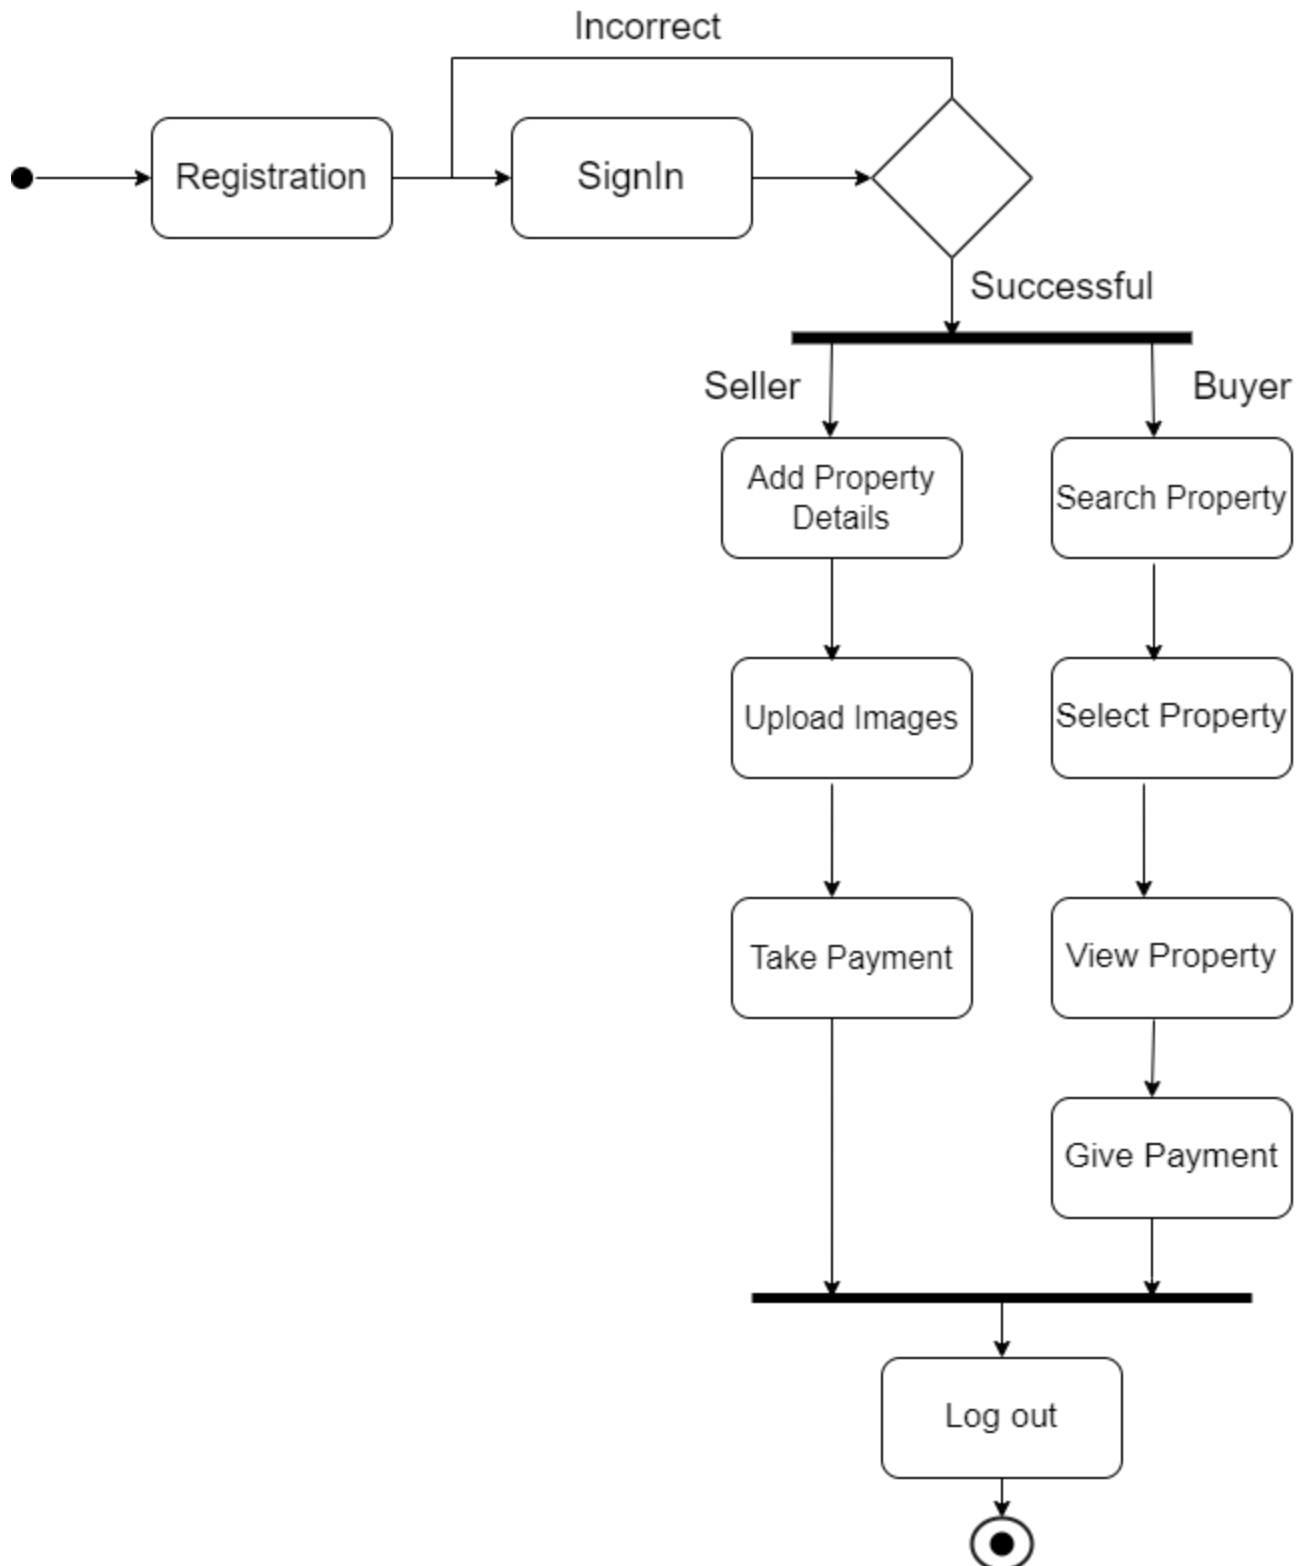 Incorrect
Registration
SignIn
Successful
Seller
Buyer
Add Property
Details
Search Property
Upload Images
Select Property
Take Payment
View Property
Give Payment
Log out